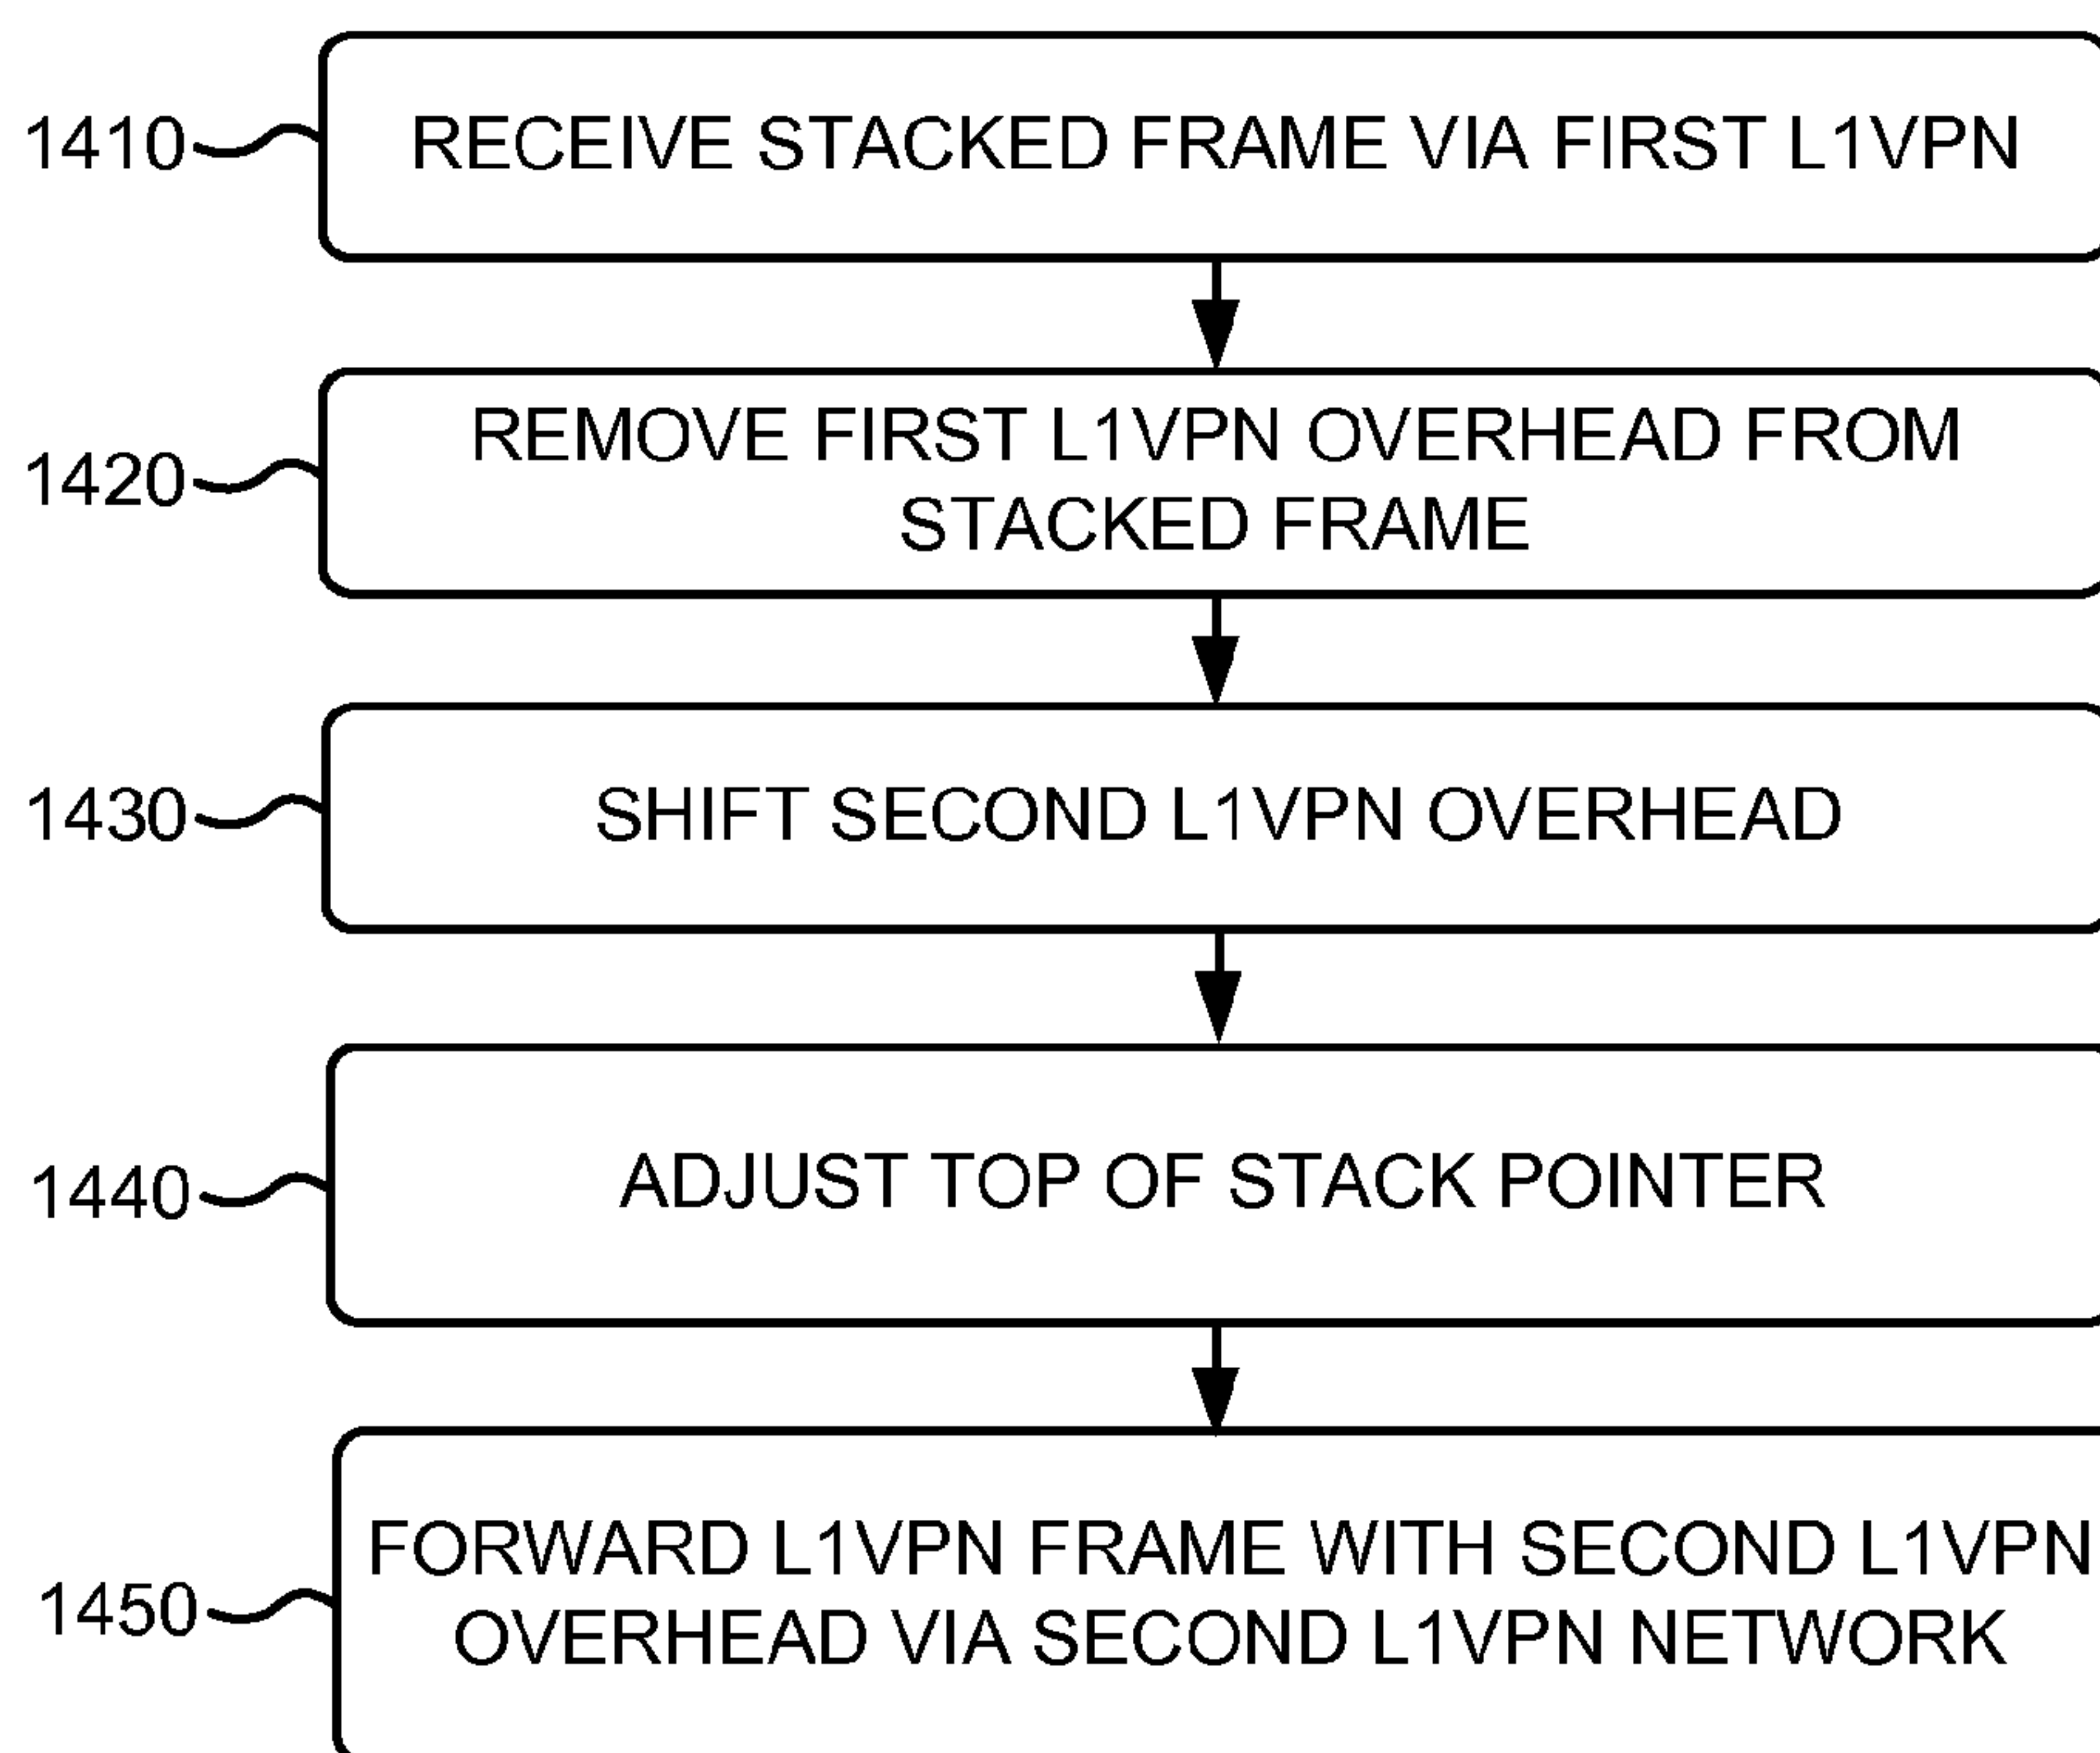 1410
RECEIVE STACKED FRAME VIA FIRST L1VPN
1420
REMOVE FIRST L1VPN OVERHEAD FROM
STACKED FRAME
1430
SHIFT SECOND L1VPN OVERHEAD
1440
ADJUST TOP OF STACK POINTER
1450
FORWARD L1VPN FRAME WITH SECOND L1VPN
OVERHEAD VIA SECOND L1VPN NETWORK